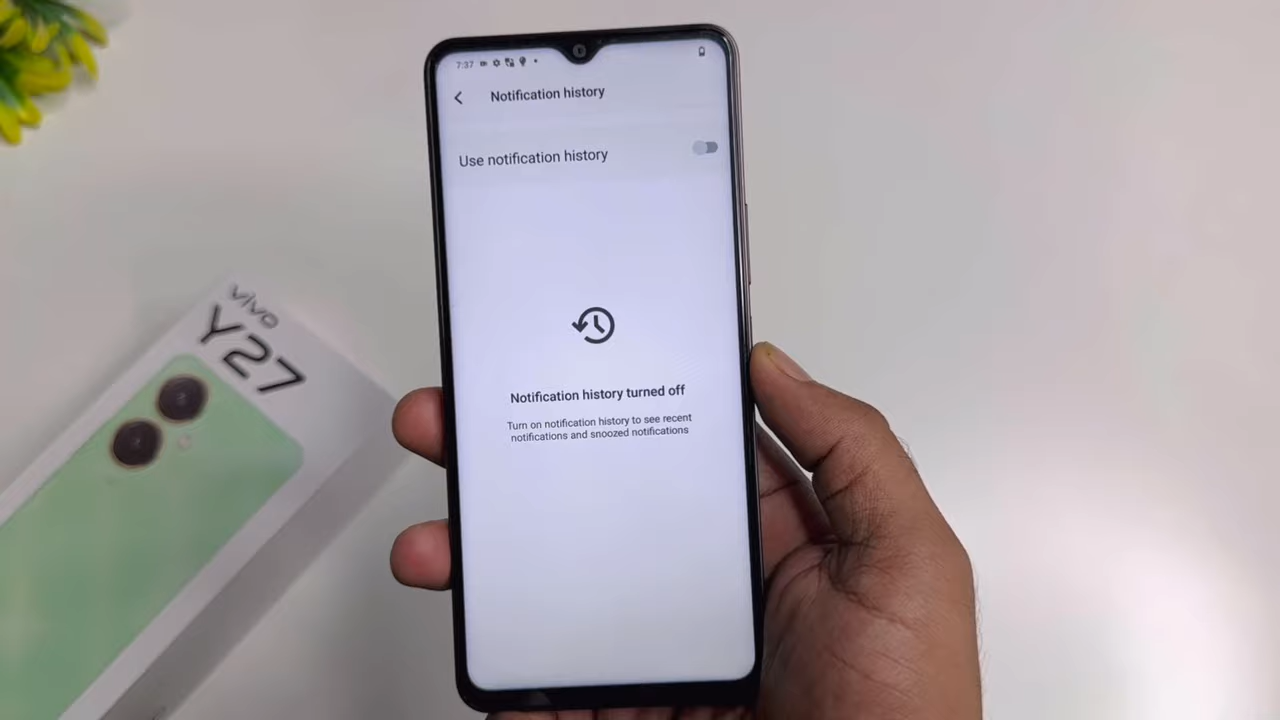 7:37
Notification history
Use notification history
Notification history turned off
Turn on notification history to see recent
notifications and snoozed notifications
vivo
Y27